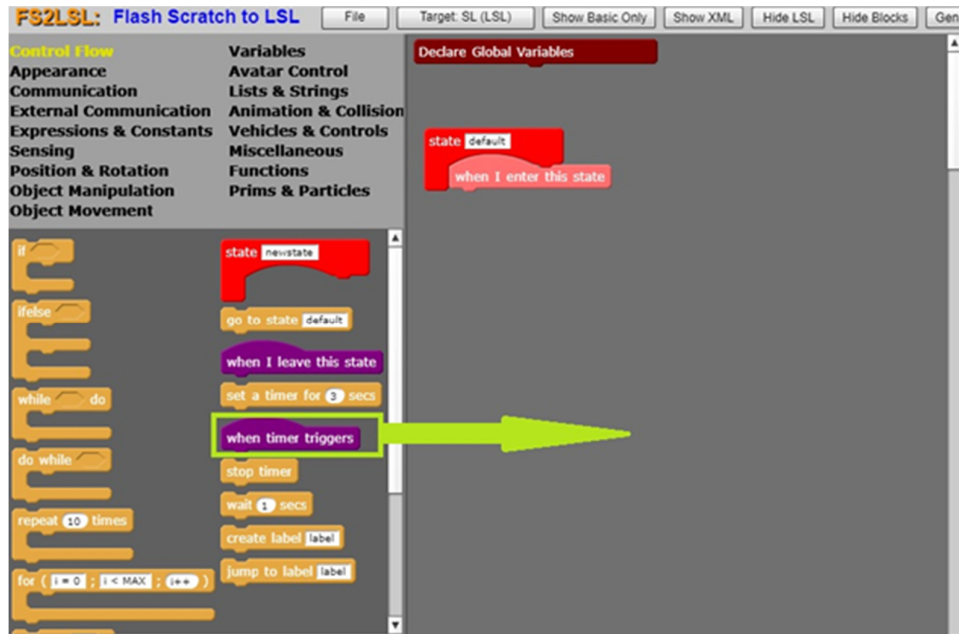 FS2LSL: Flash Scratch to LSL
File
Target: SL (LSL)
Show Basic Only
Show XML
Hide LSL
Hide Blocks
Gen
Control Flow
Appearance
Communication
External Communication
Expressions & Constants
Sensing
Position & Rotation
Object Manipulation
Object Movement
Variables
Avatar Control
Lists & Strings
Animation & Collision
Vehicles & Controls
Miscellaneous
Functions
Prims & Particles
if
ifelse
while do
do while
repeat 10 times
for ( i = 0 ; i < MAX ; i++ )
state newstate
go to state default
when I leave this state
set a timer for 3 secs
when timer triggers
stop timer
wait 1 secs
create label label
jump to label label
Declare Global Variables
state default
when I enter this state